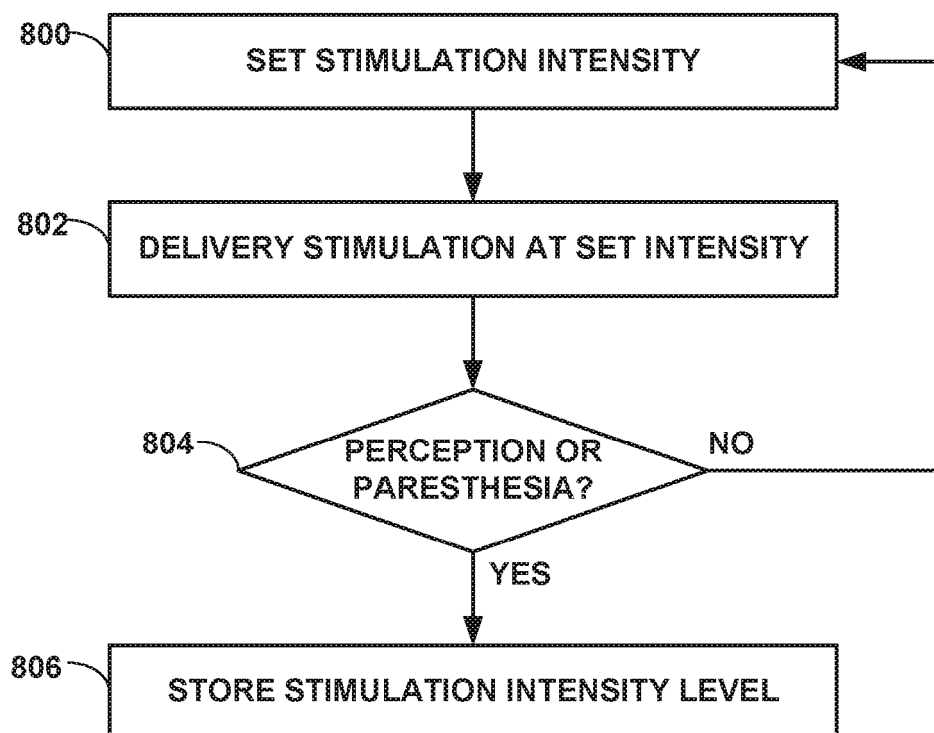 800
SET STIMULATION INTENSITY
802
DELIVERY STIMULATION AT SET INTENSITY
804
PERCEPTION OR
PARESTHESIA?
NO
YES
806
STORE STIMULATION INTENSITY LEVEL